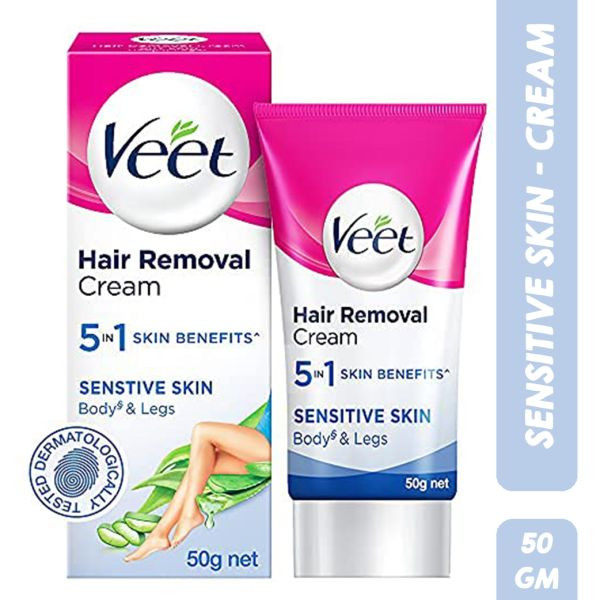 Veet
Hair Removal
Cream
5 IN 1 SKIN BENEFITS^
SENSTIVE SKIN
Body§ & Legs
DERMATOLOGICALLY
TESTED
50g net
Veet
Hair Removal
Cream
5 IN 1 SKIN BENEFITS^
SENSITIVE SKIN
Body§ & Legs
50g net
SENSITIVE SKIN - CREAM
50
GM